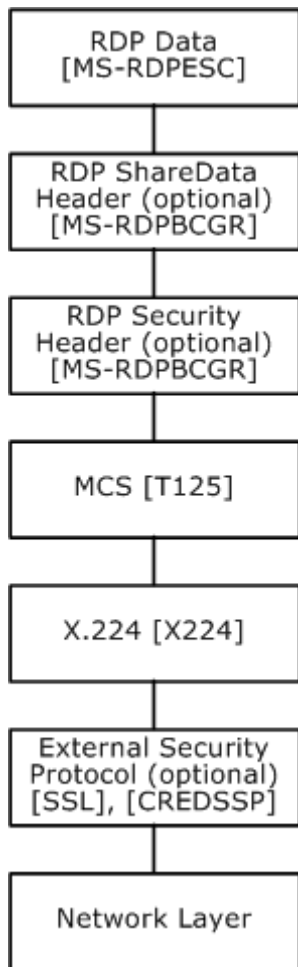 RDP Data
[MS-RDPESC]
RDP ShareData
Header (optional)
[MS-RDPBCGR]
RDP Security
Header (optional)
[MS-RDPBCGR]
MCS [T125]
X.224 [X224]
External Security
Protocol (optional)
[SSL], [CREDSSP]
Network Layer